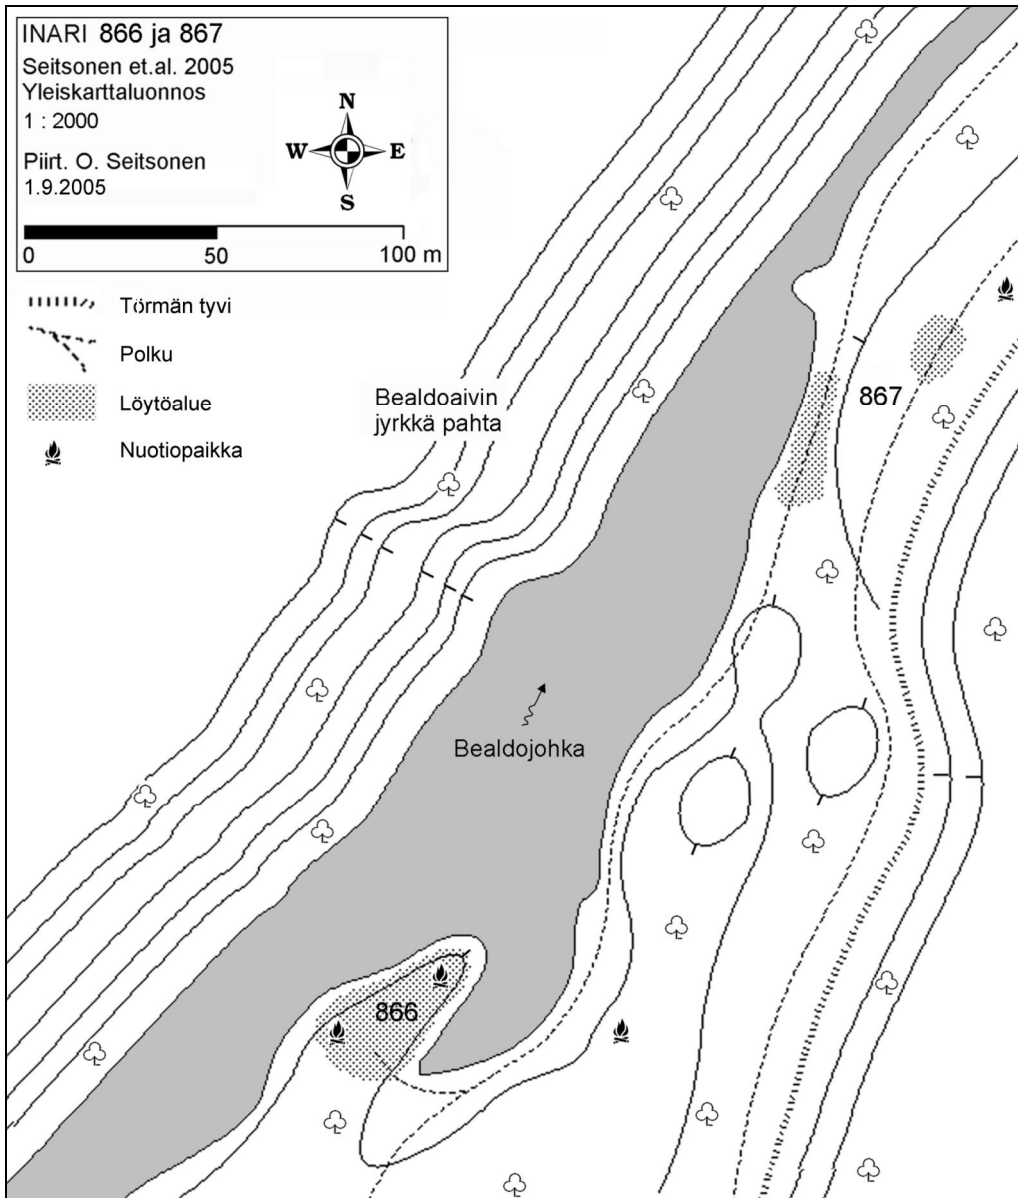 INARI 866 ja 867
Seitsonen et.al. 2005
Yleiskarttaluonnos
1 : 2000
Piirt. O. Seitsonen
1.9.2005
N
W E
S
0 50 100 m
Törmän tyvi
Polku
Löytöalue
Nuotiopaikka
Bealdoaivin
jyrkkä pahta
867
Bealdojohka
866